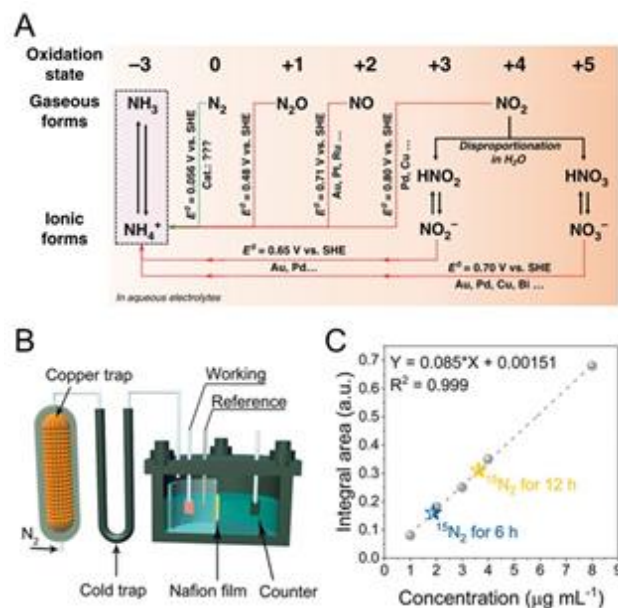 A
Oxidation state −3 0 +1 +2 +3 +4 +5
Gaseous forms NH₃ N₂ N₂O NO NO₂
Disproportionation in H₂O
HNO₂ HNO₃
E⁰ = 0.056 V vs. SHE
Cat.: ???
E⁰ = 0.48 V vs. SHE
E⁰ = 0.71 V vs. SHE
Au, Pt, Ru ...
E⁰ = 0.80 V vs. SHE
Pd, Cu ...
Ionic forms NH₄⁺ NO₂⁻ NO₃⁻
E⁰ = 0.65 V vs. SHE
Au, Pd...
E⁰ = 0.70 V vs. SHE
Au, Pd, Cu, Bi ...
In aqueous electrolytes
B
Copper trap
Working
Reference
N₂
Cold trap
Nafion film
Counter
C
Y = 0.085*X + 0.00151
R² = 0.999
¹⁵N₂ for 12 h
¹⁵N₂ for 6 h
Integral area (a.u.)
0.7
0.6
0.5
0.4
0.3
0.2
0.1
0.0
0 1 2 3 4 5 6 7 8 9
Concentration (μg mL⁻¹)